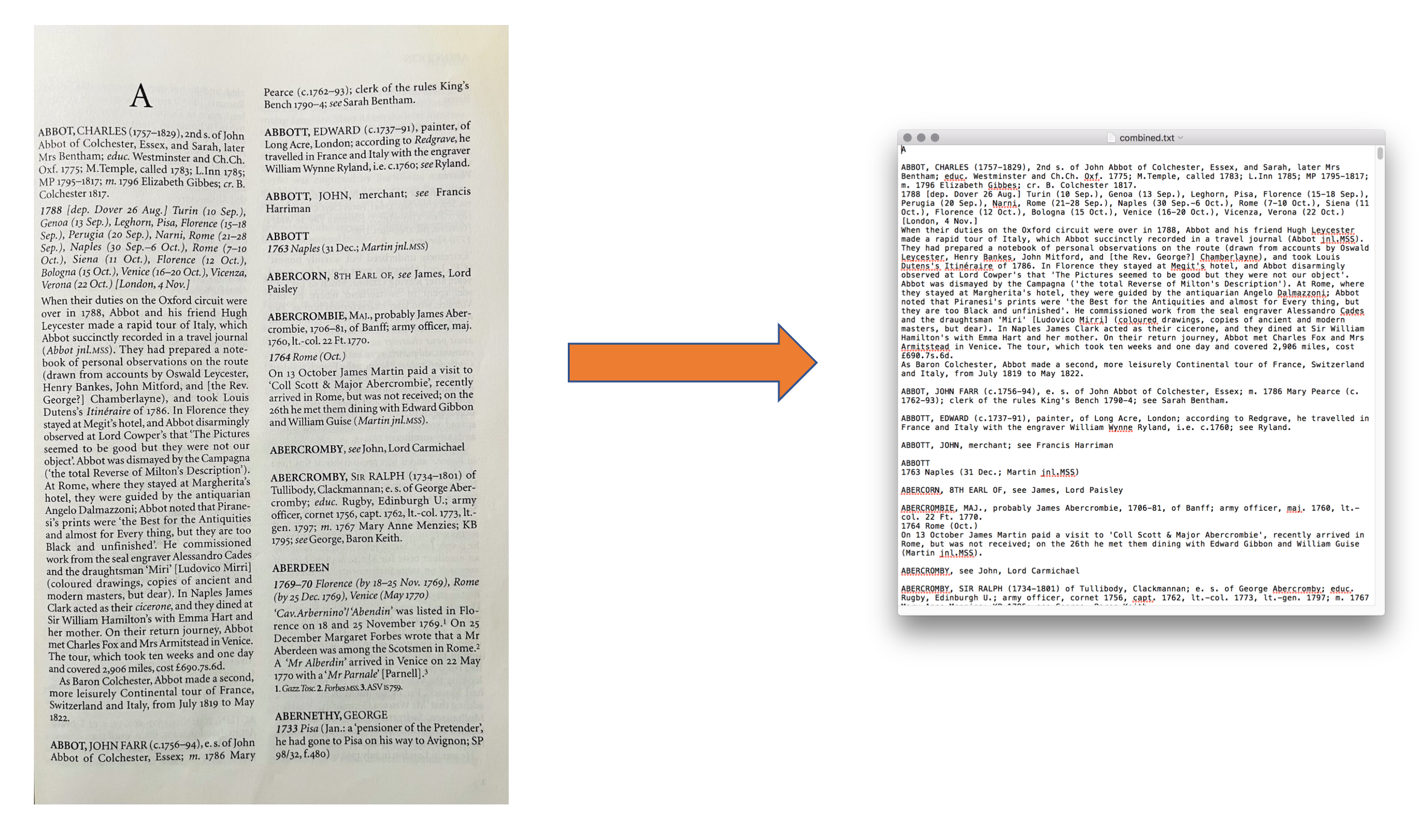 A
ABBOT, CHARLES (1757–1829), 2nd s. of John
Abbot of Colchester, Essex, and Sarah, later
Mrs Bentham; educ. Westminster and Ch.Ch.
Oxf. 1775; M.Temple, called 1783; L.Inn 1785;
MP 1795–1817; m. 1796 Elizabeth Gibbes; cr. B.
Colchester 1817.
1788 [dep. Dover 26 Aug.] Turin (10 Sep.),
Genoa (13 Sep.), Leghorn, Pisa, Florence (15–18
Sep.), Perugia (20 Sep.), Narni, Rome (21–28
Sep.), Naples (30 Sep.–6 Oct.), Rome (7–10
Oct.), Siena (11 Oct.), Florence (12 Oct.),
Bologna (15 Oct.), Venice (16–20 Oct.), Vicenza,
Verona (22 Oct.) [London, 4 Nov.]
When their duties on the Oxford circuit were
over in 1788, Abbot and his friend Hugh
Leycester made a rapid tour of Italy, which
Abbot succinctly recorded in a travel journal
(Abbot jnl.MSS). They had prepared a note-
book of personal observations on the route
(drawn from accounts by Oswald Leycester,
Henry Bankes, John Mitford, and [the Rev.
George?] Chamberlayne), and took Louis
Dutens's Itinéraire of 1786. In Florence they
stayed at Megit's hotel, and Abbot disarmingly
observed at Lord Cowper's that 'The Pictures
seemed to be good but they were not our
object'. Abbot was dismayed by the Campagna
('the total Reverse of Milton's Description').
At Rome, where they stayed at Margherita's
hotel, they were guided by the antiquarian
Angelo Dalmazzoni; Abbot noted that Pirane-
si's prints were 'the Best for the Antiquities
and almost for Every thing, but they are too
Black and unfinished'. He commissioned
work from the seal engraver Alessandro Cades
and the draughtsman 'Miri' [Ludovico Mirri]
(coloured drawings, copies of ancient and
modern masters, but dear). In Naples James
Clark acted as their cicerone, and they dined at
Sir William Hamilton's with Emma Hart and
her mother. On their return journey, Abbot
met Charles Fox and Mrs Armitstead in Venice.
The tour, which took ten weeks and one day
and covered 2,906 miles, cost £690.7s.6d.
As Baron Colchester, Abbot made a second,
more leisurely Continental tour of France,
Switzerland and Italy, from July 1819 to May
1822.
ABBOT, JOHN FARR (c.1756–94), e. s. of John
Abbot of Colchester, Essex; m. 1786 Mary
Pearce (c.1762–93); clerk of the rules King's
Bench 1790–4; see Sarah Bentham.
ABBOTT, EDWARD (c.1737–91), painter, of
Long Acre, London; according to Redgrave, he
travelled in France and Italy with the engraver
William Wynne Ryland, i.e. c.1760; see Ryland.
ABBOTT, JOHN, merchant; see Francis
Harriman
ABBOTT
1763 Naples (31 Dec.; Martin jnl.MSS)
ABERCORN, 8TH EARL OF, see James, Lord
Paisley
ABERCROMBIE, MAJ., probably James Aber-
crombie, 1706–81, of Banff; army officer, maj.
1760, lt.-col. 22 Ft. 1770.
1764 Rome (Oct.)
On 13 October James Martin paid a visit to
'Coll Scott & Major Abercrombie', recently
arrived in Rome, but was not received; on the
26th he met them dining with Edward Gibbon
and William Guise (Martin jnl.MSS).
ABERCROMBY, see John, Lord Carmichael
ABERCROMBY, SIR RALPH (1734–1801) of
Tullibody, Clackmannan; e. s. of George Aber-
cromby; educ. Rugby, Edinburgh U.; army
officer, cornet 1756, capt. 1762, lt.-col. 1773, lt.-
gen. 1797; m. 1767 Mary Anne Menzies; KB
1795; see George, Baron Keith.
ABERDEEN
1769–70 Florence (by 18–25 Nov. 1769), Rome
(by 25 Dec. 1769), Venice (May 1770)
'Cav.Arbernino'/'Abendin' was listed in Flo-
rence on 18 and 25 November 1769.¹ On 25
December Margaret Forbes wrote that a Mr
Aberdeen was among the Scotsmen in Rome.²
A 'Mr Alberdin' arrived in Venice on 22 May
1770 with a 'Mr Parnale' [Parnell].³
1. Gazz.Tosc. 2. Forbes MSS. 3. ASV IS 759.
ABERNETHY, GEORGE
1733 Pisa (Jan.: a 'pensioner of the Pretender',
he had gone to Pisa on his way to Avignon; SP
98/32, f.480)
combined.txt
A
ABBOT, CHARLES (1757–1829), 2nd s. of John Abbot of Colchester, Essex, and Sarah, later Mrs
Bentham; educ. Westminster and Ch.Ch. Oxf. 1775; M.Temple, called 1783; L.Inn 1785; MP 1795–1817;
m. 1796 Elizabeth Gibbes; cr. B. Colchester 1817.
1788 [dep. Dover 26 Aug.] Turin (10 Sep.), Genoa (13 Sep.), Leghorn, Pisa, Florence (15–18 Sep.),
Perugia (20 Sep.), Narni, Rome (21–28 Sep.), Naples (30 Sep.–6 Oct.), Rome (7–10 Oct.), Siena (11
Oct.), Florence (12 Oct.), Bologna (15 Oct.), Venice (16–20 Oct.), Vicenza, Verona (22 Oct.)
[London, 4 Nov.]
When their duties on the Oxford circuit were over in 1788, Abbot and his friend Hugh Leycester
made a rapid tour of Italy, which Abbot succinctly recorded in a travel journal (Abbot jnl.MSS).
They had prepared a notebook of personal observations on the route (drawn from accounts by Oswald
Leycester, Henry Bankes, John Mitford, and [the Rev. George?] Chamberlayne), and took Louis
Dutens's Itinéraire of 1786. In Florence they stayed at Megit's hotel, and Abbot disarmingly
observed at Lord Cowper's that 'The Pictures seemed to be good but they were not our object'.
Abbot was dismayed by the Campagna ('the total Reverse of Milton's Description'). At Rome, where
they stayed at Margherita's hotel, they were guided by the antiquarian Angelo Dalmazzoni; Abbot
noted that Piranesi's prints were 'the Best for the Antiquities and almost for Every thing, but
they are too Black and unfinished'. He commissioned work from the seal engraver Alessandro Cades
and the draughtsman 'Miri' [Ludovico Mirri] (coloured drawings, copies of ancient and modern
masters, but dear). In Naples James Clark acted as their cicerone, and they dined at Sir William
Hamilton's with Emma Hart and her mother. On their return journey, Abbot met Charles Fox and Mrs
Armitstead in Venice. The tour, which took ten weeks and one day and covered 2,906 miles, cost
£690.7s.6d.
As Baron Colchester, Abbot made a second, more leisurely Continental tour of France, Switzerland
and Italy, from July 1819 to May 1822.
ABBOT, JOHN FARR (c.1756–94), e. s. of John Abbot of Colchester, Essex; m. 1786 Mary Pearce (c.
1762–93); clerk of the rules King's Bench 1790–4; see Sarah Bentham.
ABBOTT, EDWARD (c.1737–91), painter, of Long Acre, London; according to Redgrave, he travelled in
France and Italy with the engraver William Wynne Ryland, i.e. c.1760; see Ryland.
ABBOTT, JOHN, merchant; see Francis Harriman
ABBOTT
1763 Naples (31 Dec.; Martin jnl.MSS)
ABERCORN, 8TH EARL OF, see James, Lord Paisley
ABERCROMBIE, MAJ., probably James Abercrombie, 1706–81, of Banff; army officer, maj. 1760, lt.-
col. 22 Ft. 1770.
1764 Rome (Oct.)
On 13 October James Martin paid a visit to 'Coll Scott & Major Abercrombie', recently arrived in
Rome, but was not received; on the 26th he met them dining with Edward Gibbon and William Guise
(Martin jnl.MSS).
ABERCROMBY, see John, Lord Carmichael
ABERCROMBY, SIR RALPH (1734–1801) of Tullibody, Clackmannan; e. s. of George Abercromby; educ.
Rugby, Edinburgh U.; army officer, cornet 1756, capt. 1762, lt.-col. 1773, lt.-gen. 1797; m. 1767